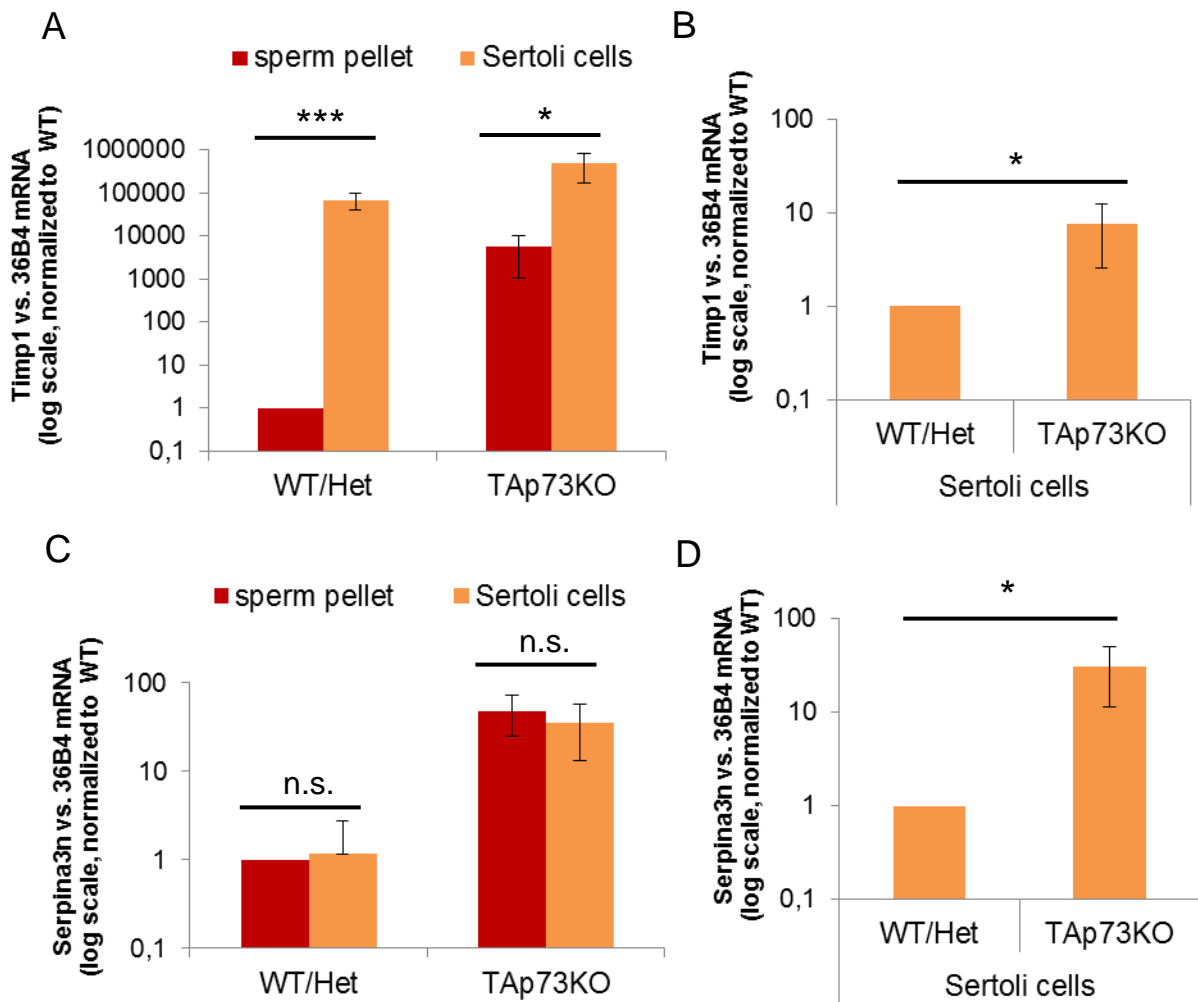 A
sperm pellet Sertoli cells
Timp1 vs. 36B4 mRNA
(log scale, normalized to WT)
1000000
100000
10000
1000
100
10
1
0,1
***
*
WT/Het TAp73KO
B
Timp1 vs. 36B4 mRNA
(log scale, normalized to WT)
100
10
1
0,1
*
WT/Het TAp73KO
Sertoli cells
C
sperm pellet Sertoli cells
Serpina3n vs. 36B4 mRNA
(log scale, normalized to WT)
100
10
1
0,1
n.s.
n.s.
WT/Het TAp73KO
D
Serpina3n vs. 36B4 mRNA
(log scale, normalized to WT)
100
10
1
0,1
*
WT/Het TAp73KO
Sertoli cells